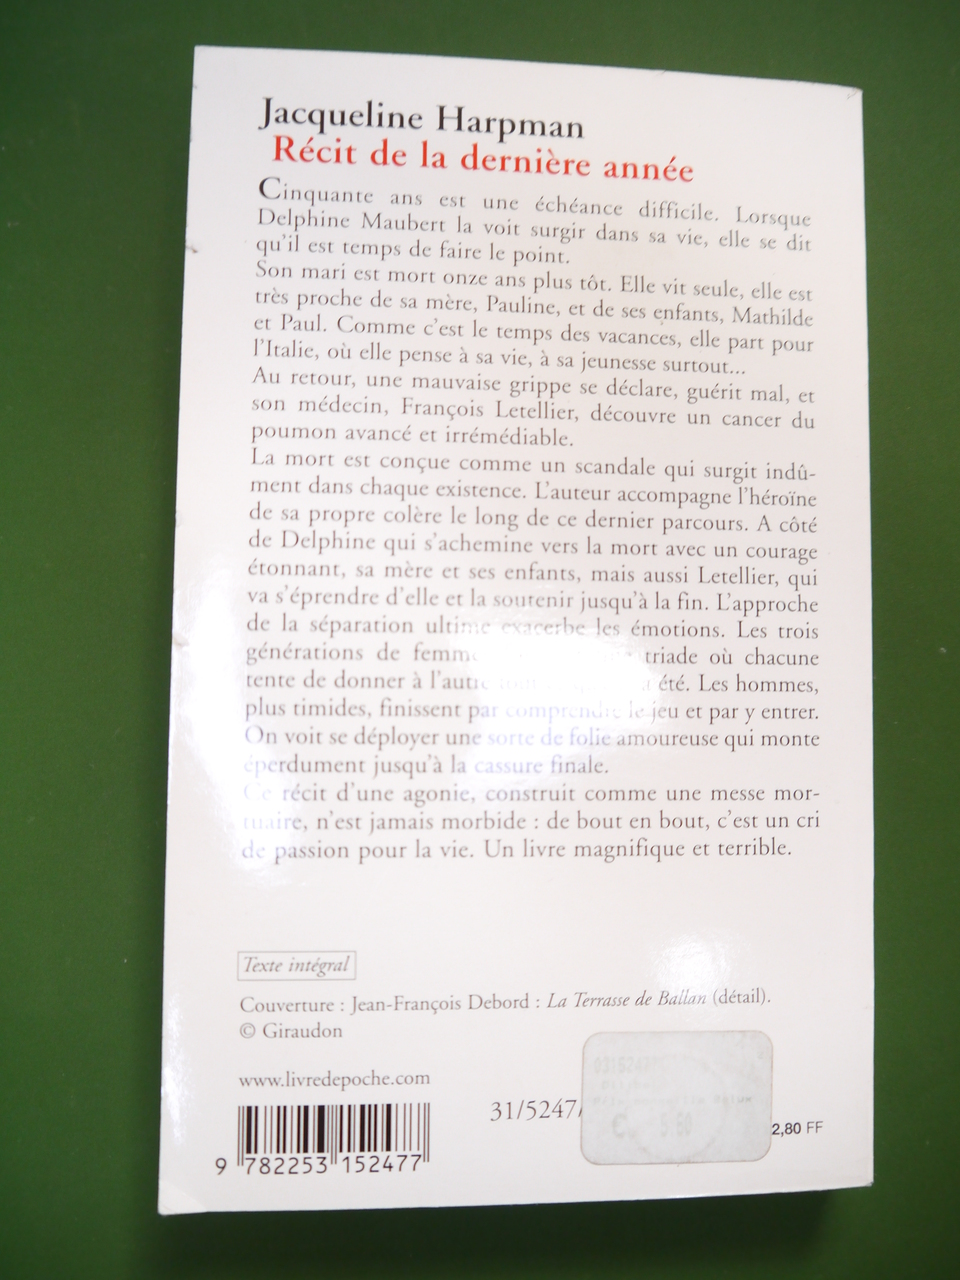 Jacqueline Harpman
Récit de la dernière année
Cinquante ans est une échéance difficile. Lorsque
Delphine Maubert la voit surgir dans sa vie, elle se dit
qu'il est temps de faire le point.
Son mari est mort onze ans plus tôt. Elle vit seule, elle est
très proche de sa mère, Pauline, et de ses enfants, Mathilde
et Paul. Comme c'est le temps des vacances, elle part pour
l'Italie, où elle pense à sa vie, à sa jeunesse surtout...
Au retour, une mauvaise grippe se déclare, guérit mal, et
son médecin, François Letellier, découvre un cancer du
poumon avancé et irrémédiable.
La mort est conçue comme un scandale qui surgit indû-
ment dans chaque existence. L'auteur accompagne l'héroïne
de sa propre colère le long de ce dernier parcours. A côté
de Delphine qui s'achemine vers la mort avec un courage
étonnant, sa mère et ses enfants, mais aussi Letellier, qui
va s'éprendre d'elle et la soutenir jusqu'à la fin. L'approche
de la séparation ultime exacerbe les émotions. Les trois
générations de triade où chacune
tente de donner à l'autre été. Les hommes,
plus timides, finissent par comprendre le jeu et par y entrer.
On voit se déployer une sorte de folie amoureuse qui monte
éperdument jusqu'à la cassure finale.
Ce récit d'une agonie, construit comme une messe mor-
tuaire, n'est jamais morbide : de bout en bout, c'est un cri
de passion pour la vie. Un livre magnifique et terrible.
Texte intégral
Couverture : Jean-François Debord : La Terrasse de Ballan (détail).
© Giraudon
www.livredepoche.com
31/5247/
€ 5.60
2,80 FF
9 782253 152477